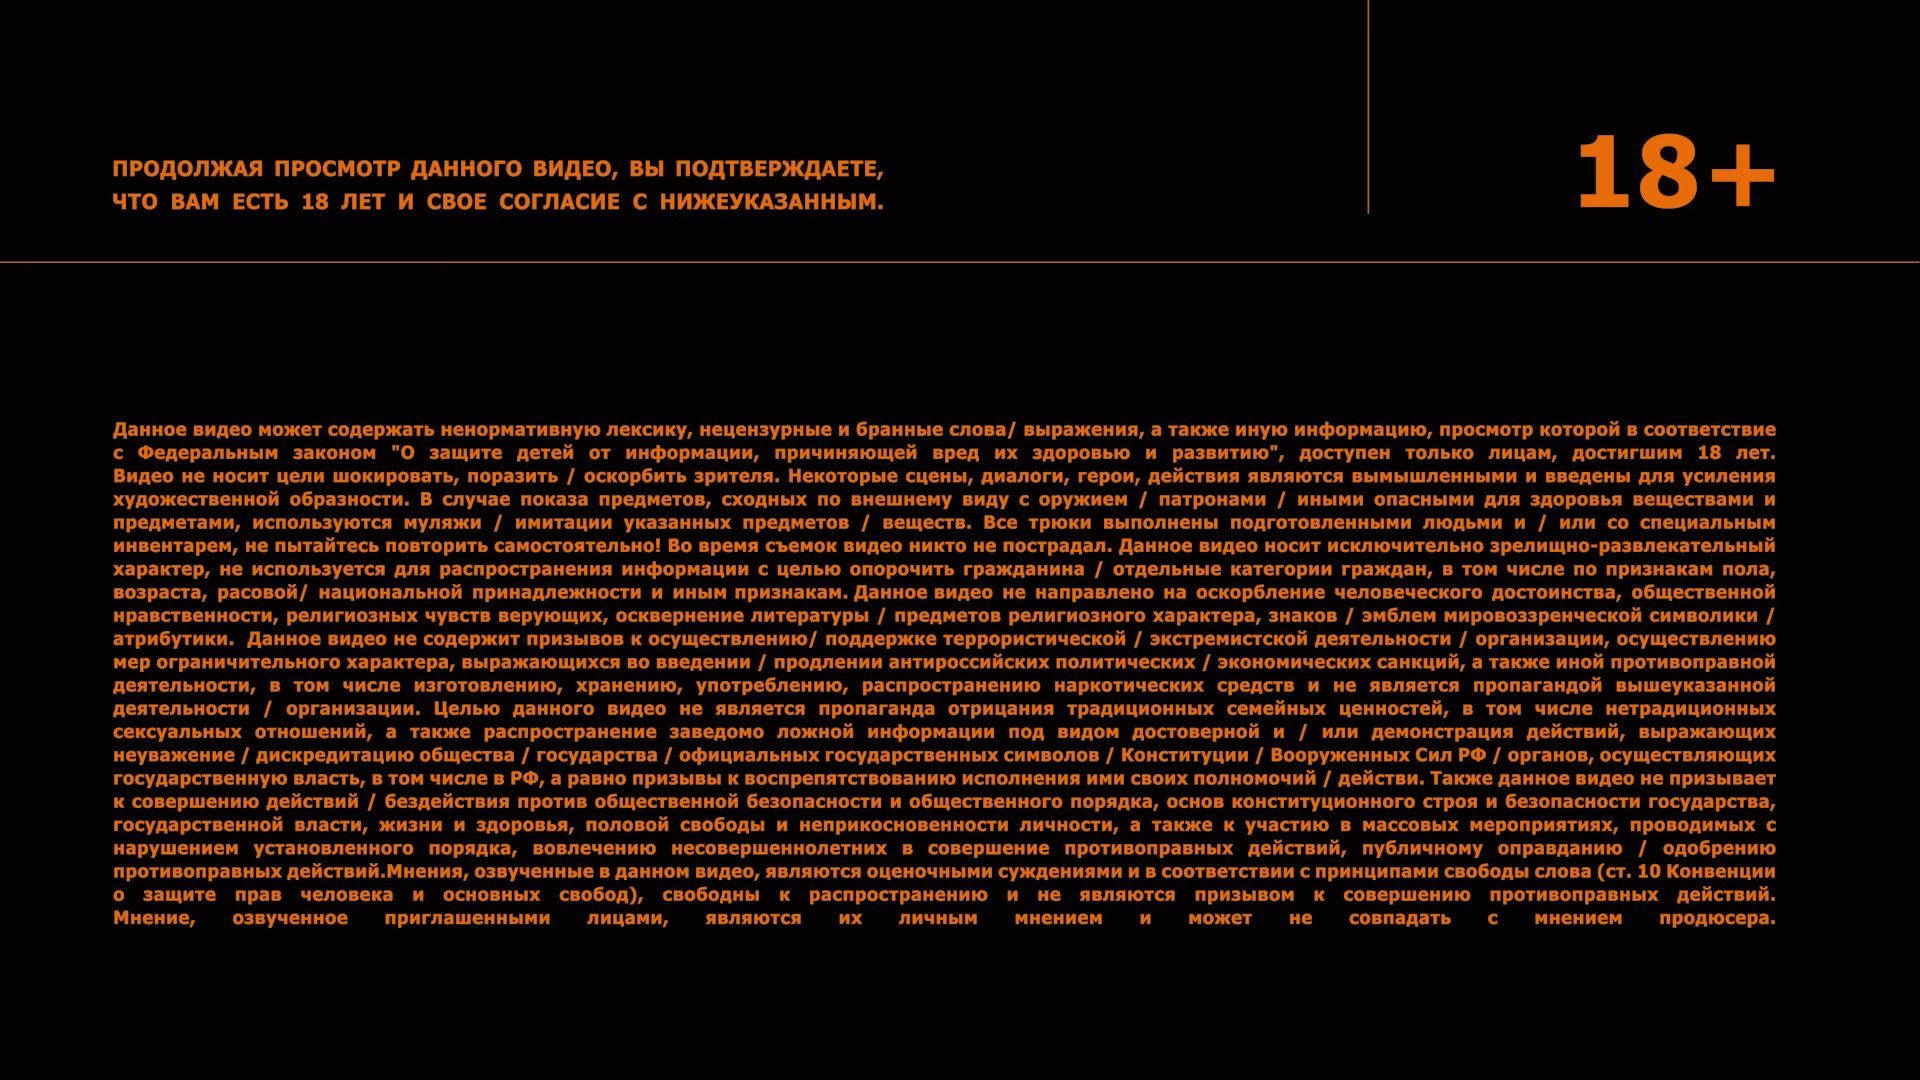 ПРОДОЛЖАЯ ПРОСМОТР ДАННОГО ВИДЕО, ВЫ ПОДТВЕРЖДАЕТЕ,
ЧТО ВАМ ЕСТЬ 18 ЛЕТ И СВОЕ СОГЛАСИЕ С НИЖЕУКАЗАННЫМ.
18+
Данное видео может содержать ненормативную лексику, нецензурные и бранные слова/ выражения, а также иную информацию, просмотр которой в соответствие
с Федеральным законом "О защите детей от информации, причиняющей вред их здоровью и развитию", доступен только лицам, достигшим 18 лет.
Видео не носит цели шокировать, поразить / оскорбить зрителя. Некоторые сцены, диалоги, герои, действия являются вымышленными и введены для усиления
художественной образности. В случае показа предметов, сходных по внешнему виду с оружием / патронами / иными опасными для здоровья веществами и
предметами, используются муляжи / имитации указанных предметов / веществ. Все трюки выполнены подготовленными людьми и / или со специальным
инвентарем, не пытайтесь повторить самостоятельно! Во время съемок видео никто не пострадал. Данное видео носит исключительно зрелищно-развлекательный
характер, не используется для распространения информации с целью опорочить гражданина / отдельные категории граждан, в том числе по признакам пола,
возраста, расовой/ национальной принадлежности и иным признакам. Данное видео не направлено на оскорбление человеческого достоинства, общественной
нравственности, религиозных чувств верующих, осквернение литературы / предметов религиозного характера, знаков / эмблем мировоззренческой символики /
атрибутики. Данное видео не содержит призывов к осуществлению/ поддержке террористической / экстремистской деятельности / организации, осуществлению
мер ограничительного характера, выражающихся во введении / продлении антироссийских политических / экономических санкций, а также иной противоправной
деятельности, в том числе изготовлению, хранению, употреблению, распространению наркотических средств и не является пропагандой вышеуказанной
деятельности / организации. Целью данного видео не является пропаганда отрицания традиционных семейных ценностей, в том числе нетрадиционных
сексуальных отношений, а также распространение заведомо ложной информации под видом достоверной и / или демонстрация действий, выражающих
неуважение / дискредитацию общества / государства / официальных государственных символов / Конституции / Вооруженных Сил РФ / органов, осуществляющих
государственную власть, в том числе в РФ, а равно призывы к воспрепятствованию исполнения ими своих полномочий / действи. Также данное видео не призывает
к совершению действий / бездействия против общественной безопасности и общественного порядка, основ конституционного строя и безопасности государства,
государственной власти, жизни и здоровья, половой свободы и неприкосновенности личности, а также к участию в массовых мероприятиях, проводимых с
нарушением установленного порядка, вовлечению несовершеннолетних в совершение противоправных действий, публичному оправданию / одобрению
противоправных действий.Мнения, озвученные в данном видео, являются оценочными суждениями и в соответствии с принципами свободы слова (ст. 10 Конвенции
о защите прав человека и основных свобод), свободны к распространению и не являются призывом к совершению противоправных действий.
Мнение, озвученное приглашенными лицами, являются их личным мнением и может не совпадать с мнением продюсера.